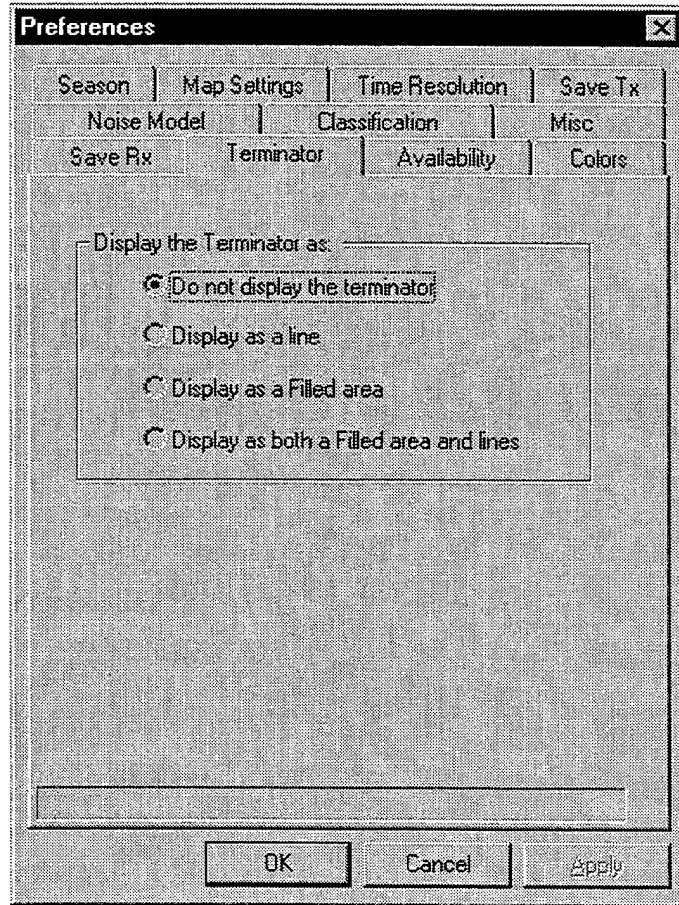 Preferences
Season Map Settings Time Resolution Save Tx
Noise Model Classification Misc
Save Rx Terminator Availability Colors
Display the Terminator as:
Do not display the terminator
Display as a line
Display as a Filled area
Display as both a Filled area and lines
OK Cancel Apply